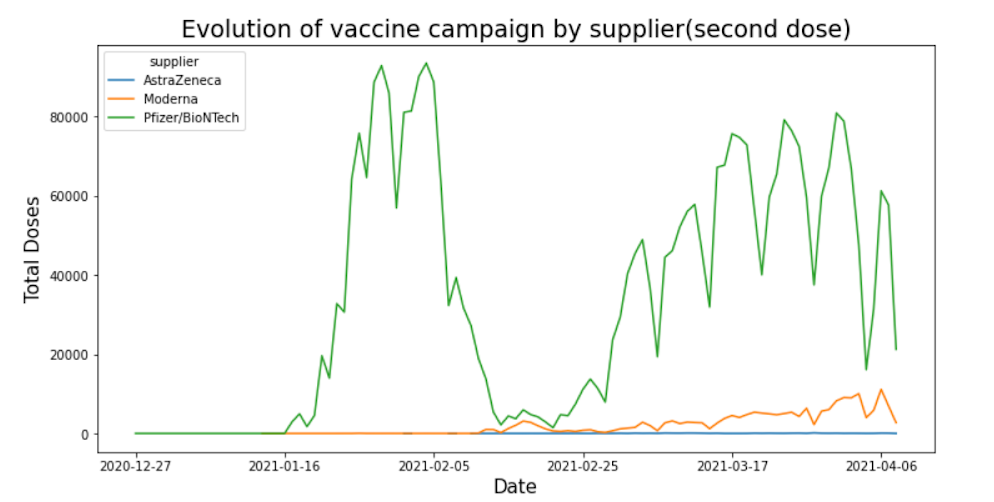 Evolution of vaccine campaign by supplier(second dose)
supplier
AstraZeneca
Moderna
Pfizer/BioNTech
Total Doses
80000
60000
40000
20000
0
2020-12-27
2021-01-16
2021-02-05
2021-02-25
2021-03-17
2021-04-06
Date